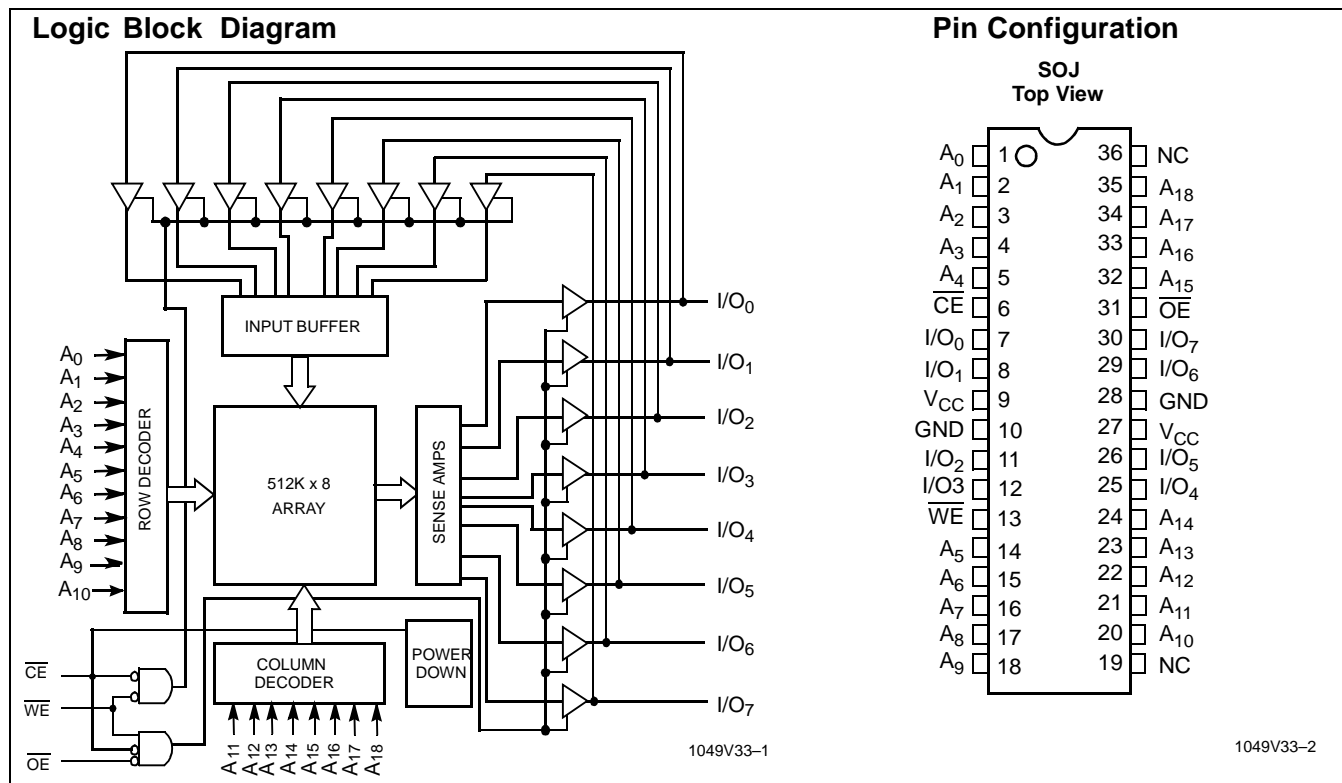 Logic Block Diagram
INPUT BUFFER
A0
A1
A2
A3
A4
A5
A6
A7
A8
A9
A10
ROW DECODER
512K x 8
ARRAY
SENSE AMPS
I/O0
I/O1
I/O2
I/O3
I/O4
I/O5
I/O6
I/O7
COLUMN
DECODER
POWER
DOWN
C̅E̅
W̅E̅
O̅E̅
A11
A12
A13
A14
A15
A16
A17
A18
1049V33–1
Pin Configuration
SOJ
Top View
A0 1 36 NC
A1 2 35 A18
A2 3 34 A17
A3 4 33 A16
A4 5 32 A15
C̅E̅ 6 31 O̅E̅
I/O0 7 30 I/O7
I/O1 8 29 I/O6
VCC 9 28 GND
GND 10 27 VCC
I/O2 11 26 I/O5
I/O3 12 25 I/O4
W̅E̅ 13 24 A14
A5 14 23 A13
A6 15 22 A12
A7 16 21 A11
A8 17 20 A10
A9 18 19 NC
1049V33–2